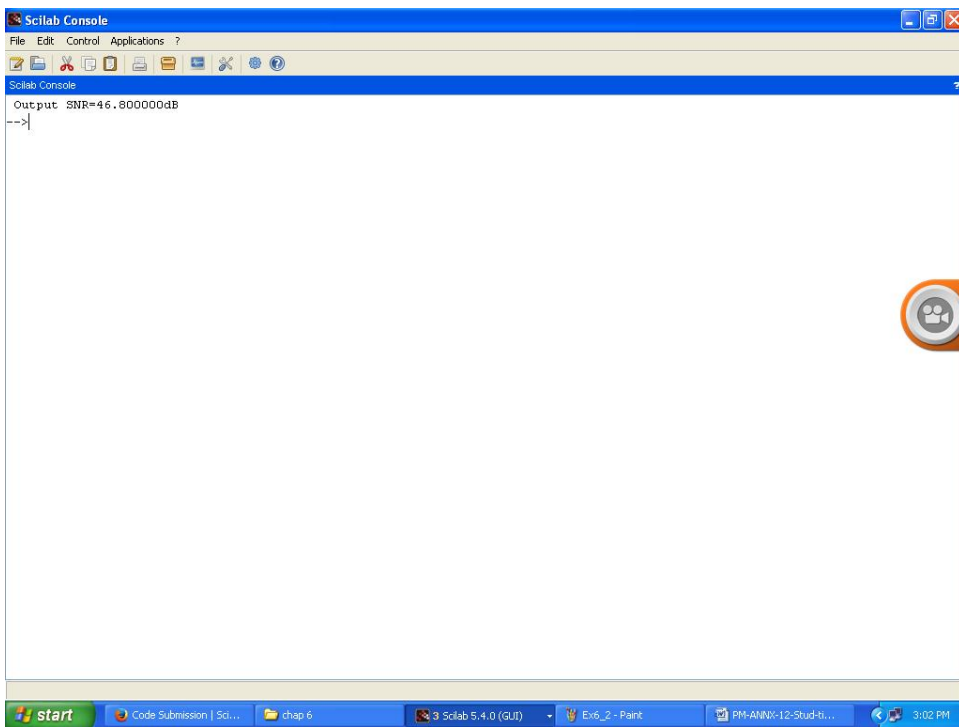 Scilab Console
File Edit Control Applications ?
Scilab Console ?
Output SNR=46.800000dB
-->
start Code Submission | Sci... chap 6 3 Scilab 5.4.0 (GUI) Ex6_2 - Paint PM-ANNX-12-Stud-ti... 3:02 PM